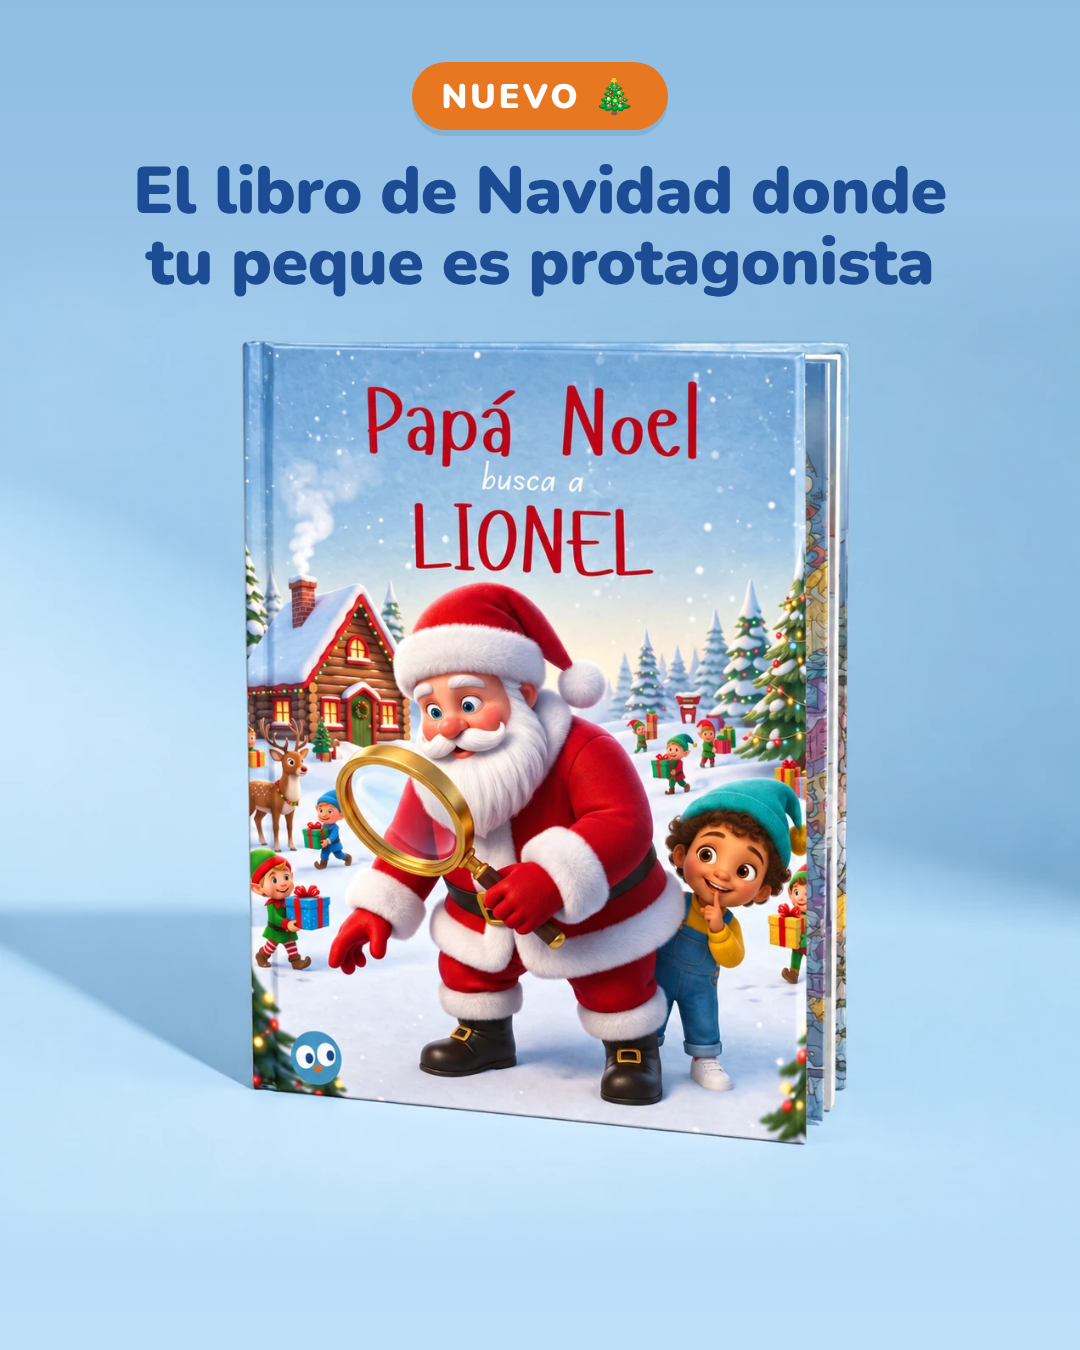 NUEVO 🎄
El libro de Navidad donde
tu peque es protagonista
Papá Noel
busca a
LIONEL